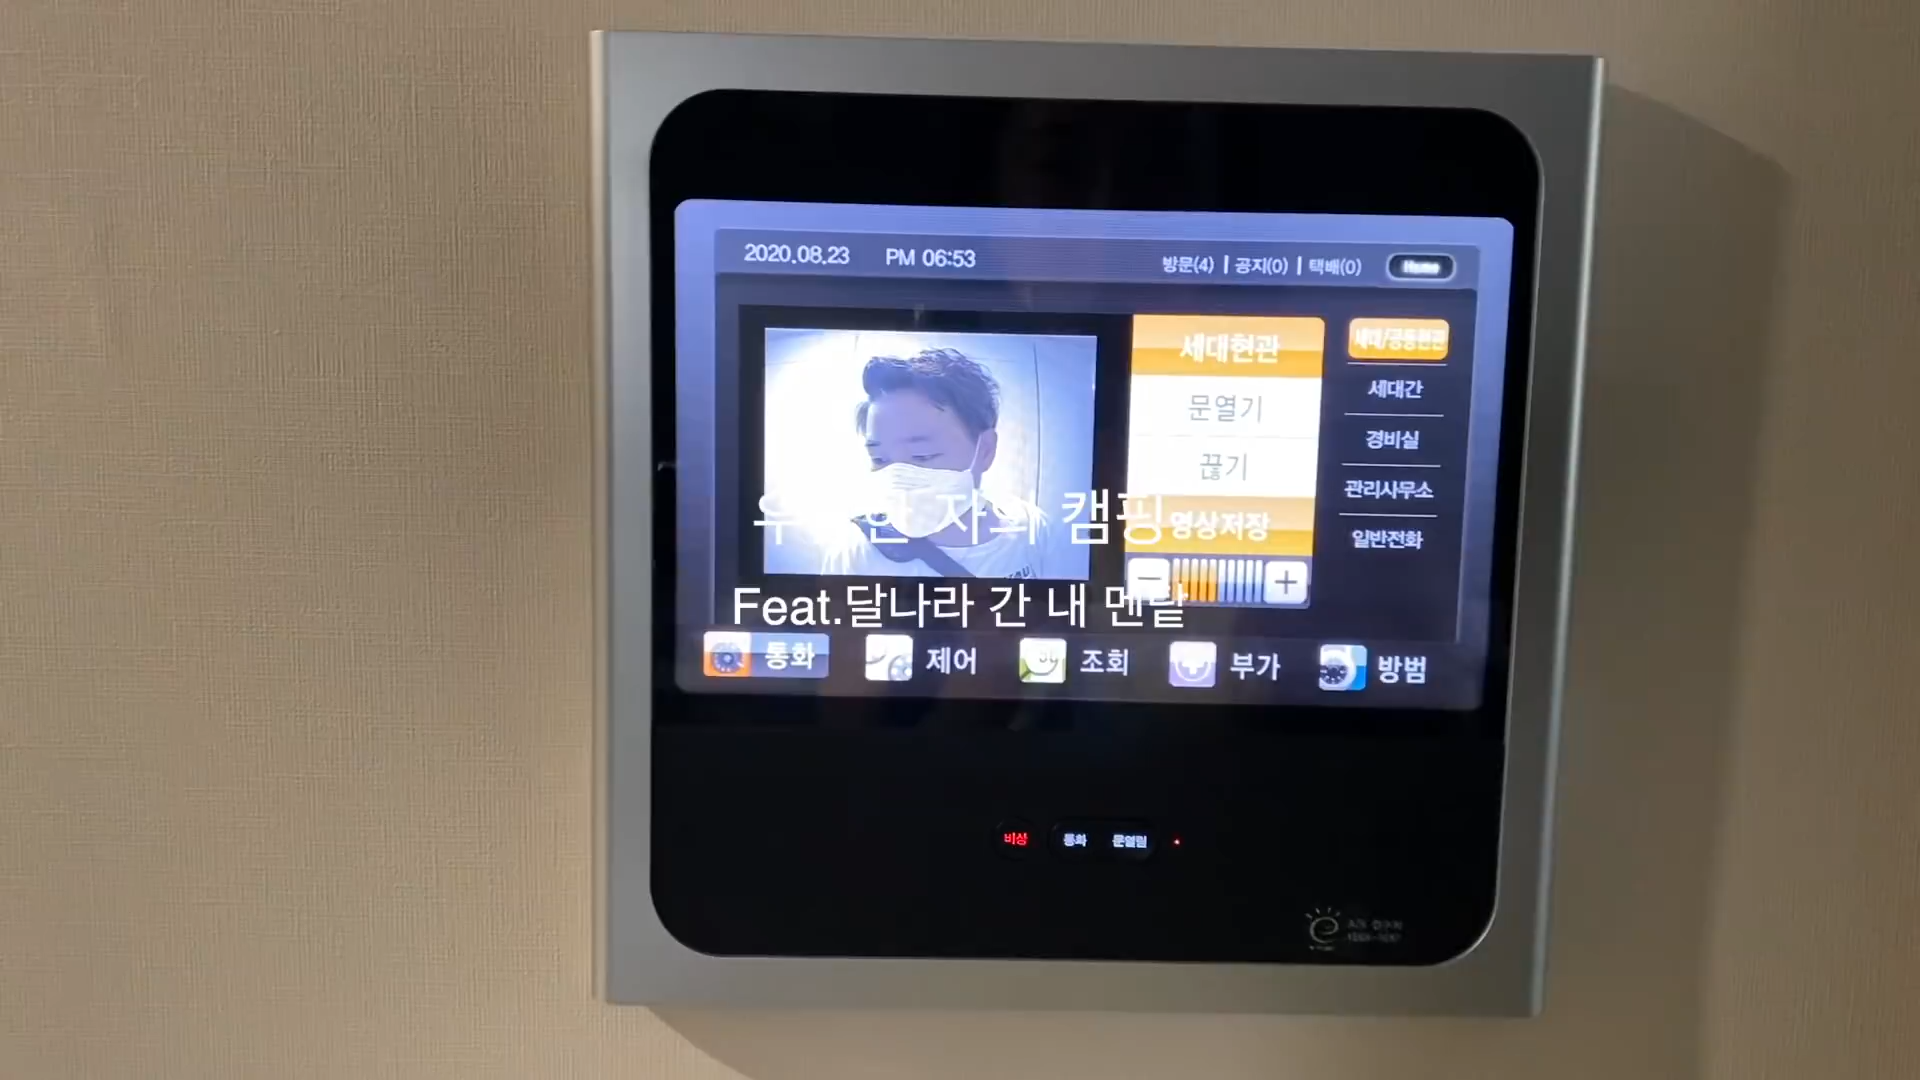 2020.08.23 PM 06:53
방문(4) | 공지(0) | 택배(0)
Home
세대현관
문열기
끊기
영상저장
세대/공동현관
세대간
경비실
관리사무소
일반전화
자의 캠핑
Feat.달나라 간 내 멘탈
통화
제어
조회
부가
방범
비상
통화
문열림